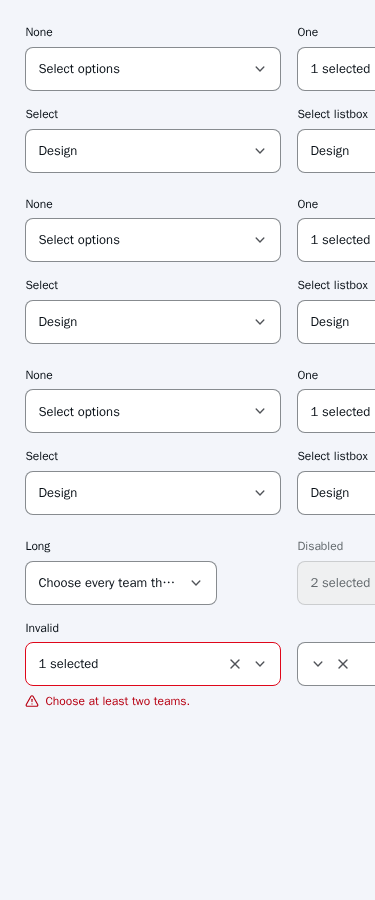 None
One
Select options
1 selected
Select
Select listbox
Design
Design
None
One
Select options
1 selected
Select
Select listbox
Design
Design
None
One
Select options
1 selected
Select
Select listbox
Design
Design
Long
Disabled
Choose every team th···
2 selected
Invalid
1 selected
Choose at least two teams.